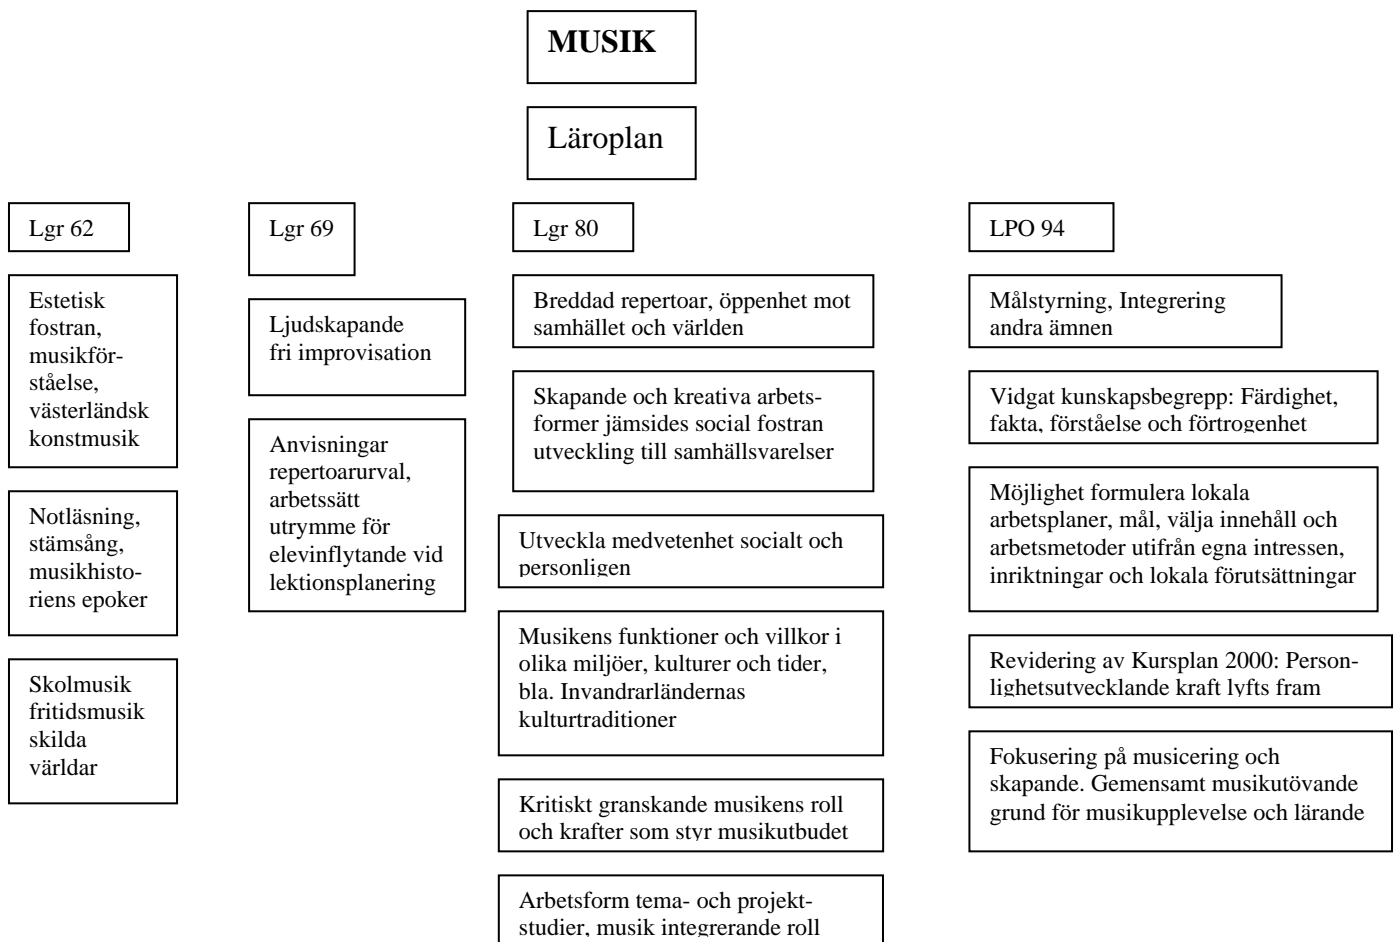 MUSIK
Läroplan
Lgr 62
Estetisk
fostran,
musikför-
ståelse,
västerländsk
konstmusik
Notläsning,
stämsång,
musikhisto-
riens epoker
Skolmusik
fritidsmusik
skilda
världar
Lgr 69
Ljudskapande
fri improvisation
Anvisningar
repertoarurval,
arbetssätt
utrymme för
elevinflytande vid
lektionsplanering
Lgr 80
Breddad repertoar, öppenhet mot
samhället och världen
Skapande och kreativa arbets-
former jämsides social fostran
utveckling till samhällsvarelser
Utveckla medvetenhet socialt och
personligen
Musikens funktioner och villkor i
olika miljöer, kulturer och tider,
bla. Invandrarländernas
kulturtraditioner
Kritiskt granskande musikens roll
och krafter som styr musikutbudet
Arbetsform tema- och projekt-
studier, musik integrerande roll
LPO 94
Målstyrning, Integrering
andra ämnen
Vidgat kunskapsbegrepp: Färdighet,
fakta, förståelse och förtrogenhet
Möjlighet formulera lokala
arbetsplaner, mål, välja innehåll och
arbetsmetoder utifrån egna intressen,
inriktningar och lokala förutsättningar
Revidering av Kursplan 2000: Person-
lighetsutvecklande kraft lyfts fram
Fokusering på musicering och
skapande. Gemensamt musikutövande
grund för musikupplevelse och lärande